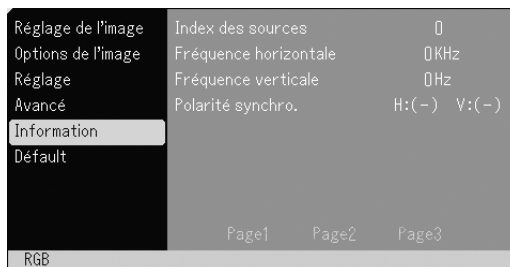 Réglage de l'image
Options de l'image
Réglage
Avancé
Information
Défault
Index des sources 0
Fréquence horizontale 0KHz
Fréquence verticale 0Hz
Polarité synchro. H:(-) V:(-)
Page1 Page2 Page3
RGB